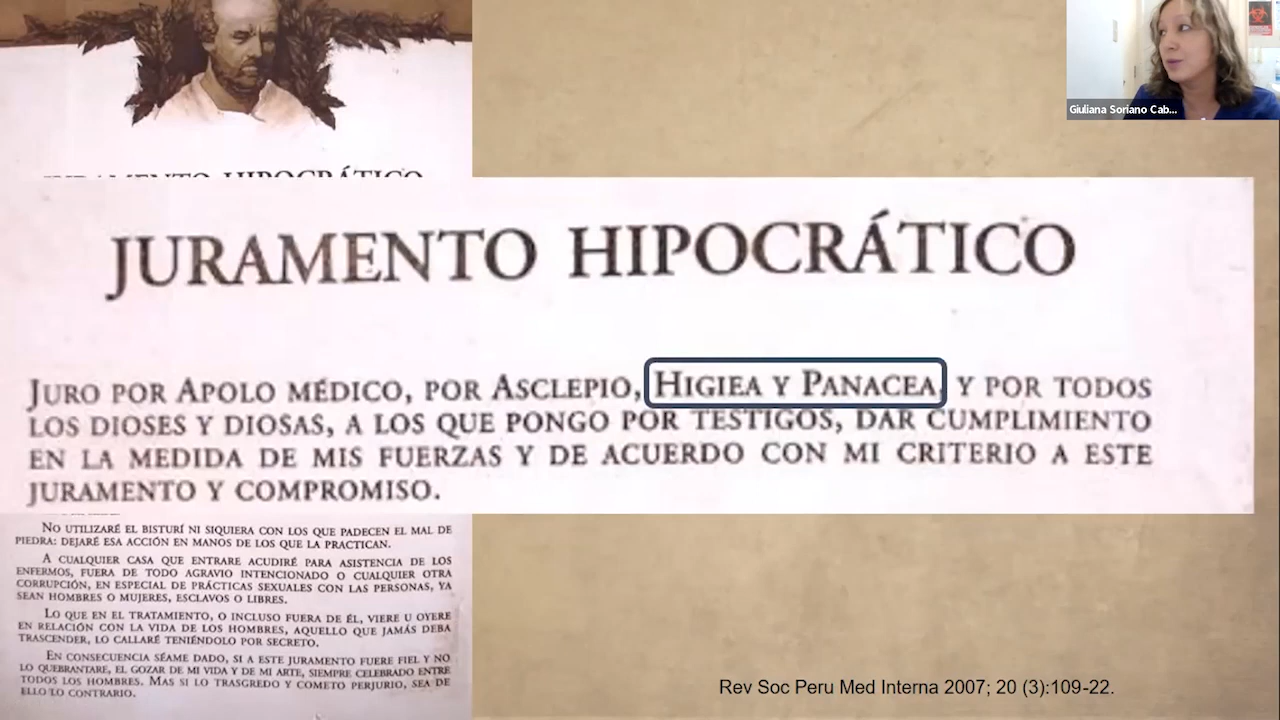 Giuliana Soriano Cab...
JURAMENTO HIPOCRÁTICO
JURO POR APOLO MÉDICO, POR ASCLEPIO, HIGIEA Y PANACEA, Y POR TODOS
LOS DIOSES Y DIOSAS, A LOS QUE PONGO POR TESTIGOS, DAR CUMPLIMIENTO
EN LA MEDIDA DE MIS FUERZAS Y DE ACUERDO CON MI CRITERIO A ESTE
JURAMENTO Y COMPROMISO.
NO UTILIZARÉ EL BISTURÍ NI SIQUIERA CON LOS QUE PADECEN EL MAL DE
PIEDRA: DEJARÉ ESA ACCIÓN EN MANOS DE LOS QUE LA PRACTICAN.
A CUALQUIER CASA QUE ENTRARE ACUDIRÉ PARA ASISTENCIA DE LOS
ENFERMOS, FUERA DE TODO AGRAVIO INTENCIONADO O CUALQUIER OTRA
CORRUPCIÓN, EN ESPECIAL DE PRÁCTICAS SEXUALES CON LAS PERSONAS, YA
SEAN HOMBRES O MUJERES, ESCLAVOS O LIBRES.
LO QUE EN EL TRATAMIENTO, O INCLUSO FUERA DE ÉL, VIERE U OYERE
EN RELACIÓN CON LA VIDA DE LOS HOMBRES, AQUELLO QUE JAMÁS DEBA
TRASCENDER, LO CALLARÉ TENIÉNDOLO POR SECRETO.
EN CONSECUENCIA SÉAME DADO, SI A ESTE JURAMENTO FUERE FIEL Y NO
LO QUEBRANTARE, EL GOZAR DE MI VIDA Y DE MI ARTE, SIEMPRE CELEBRADO ENTRE
TODOS LOS HOMBRES. MAS SI LO TRASGREDO Y COMETO PERJURIO, SEA DE
ELLO LO CONTRARIO.
Rev Soc Peru Med Interna 2007; 20 (3):109-22.